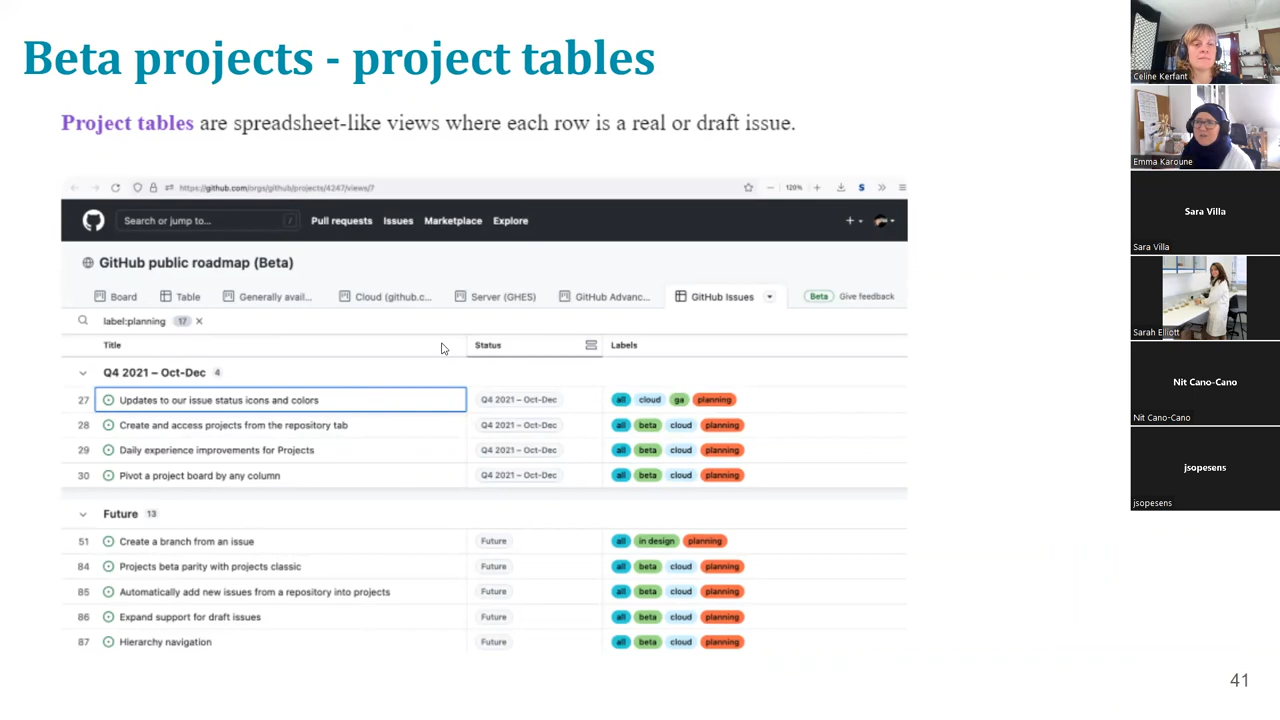 Beta projects - project tables
Project tables are spreadsheet-like views where each row is a real or draft issue.
https://github.com/orgs/github/projects/4247/views/7
120%
S
Search or jump to... /
Pull requests Issues Marketplace Explore
GitHub public roadmap (Beta)
Board Table Generally avail... Cloud (github.c... Server (GHES) GitHub Advanc... GitHub Issues Beta Give feedback
label:planning 17
Title Status Labels
Q4 2021 – Oct-Dec 4
27 Updates to our issue status icons and colors Q4 2021 – Oct-Dec all cloud ga planning
28 Create and access projects from the repository tab Q4 2021 – Oct-Dec all beta cloud planning
29 Daily experience improvements for Projects Q4 2021 – Oct-Dec all beta cloud planning
30 Pivot a project board by any column Q4 2021 – Oct-Dec all beta cloud planning
Future 13
51 Create a branch from an issue Future all in design planning
84 Projects beta parity with projects classic Future all beta cloud planning
85 Automatically add new issues from a repository into projects Future all beta cloud planning
86 Expand support for draft issues Future all beta cloud planning
87 Hierarchy navigation Future all beta cloud planning
41
Celine Kerfant
Emma Karoune
Sara Villa
Sara Villa
Sarah Elliott
Nit Cano-Cano
Nit Cano-Cano
jsopesens
jsopesens